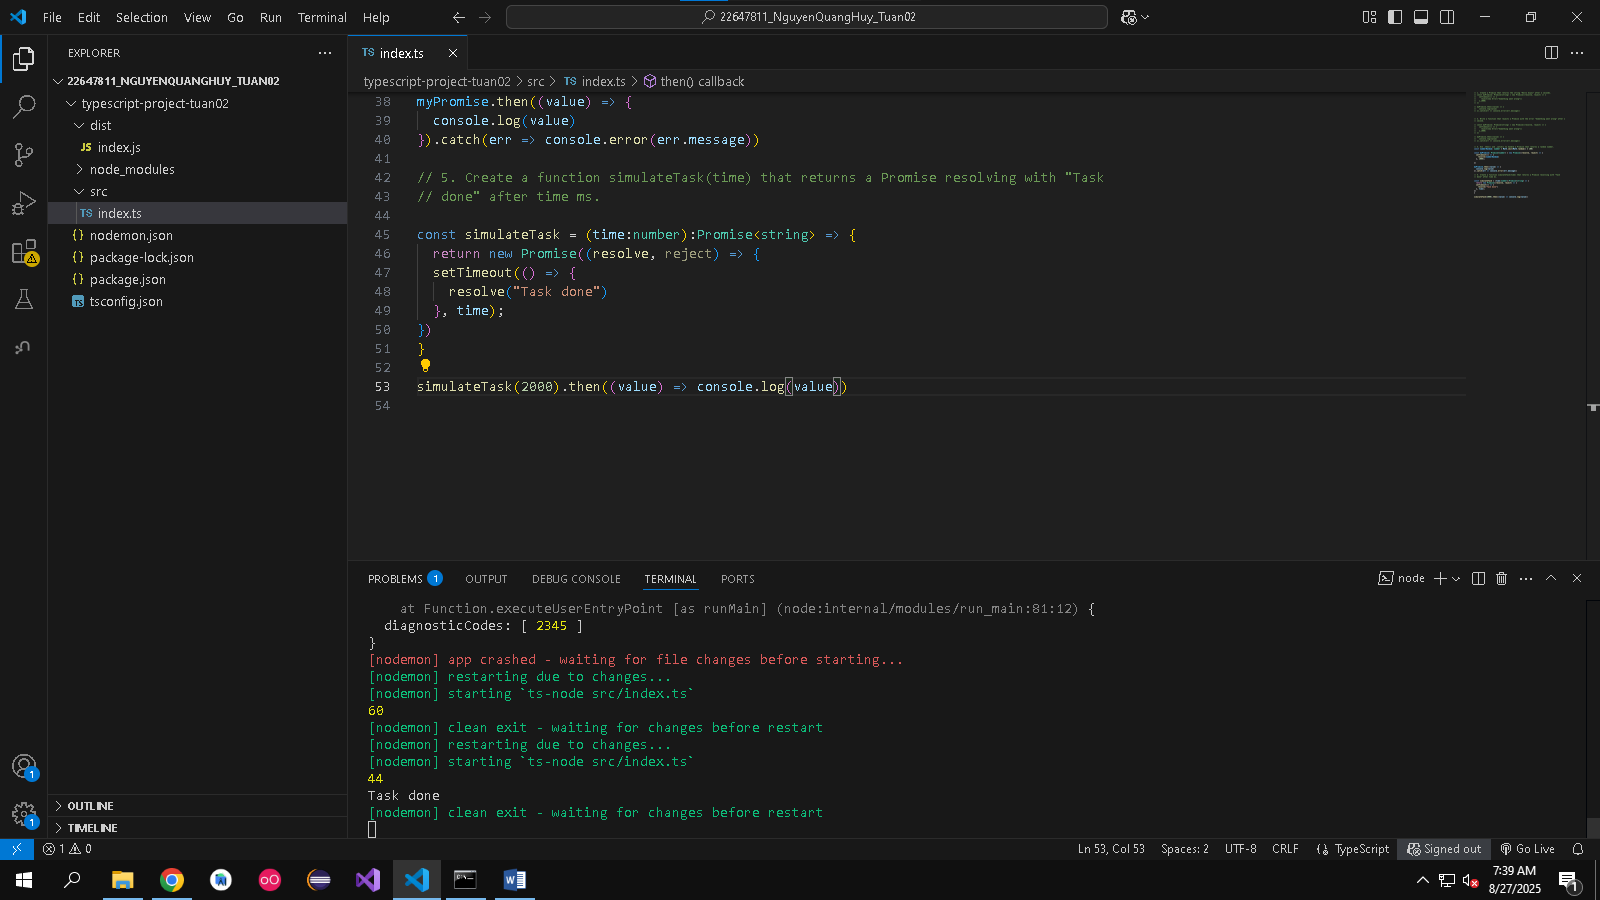 File Edit Selection View Go Run Terminal Help
22647811_NguyenQuangHuy_Tuan02
EXPLORER
22647811_NGUYENQUANGHUY_TUAN02
typescript-project-tuan02
dist
JS index.js
node_modules
src
TS index.ts
{} nodemon.json
{} package-lock.json
{} package.json
TS tsconfig.json
OUTLINE
TIMELINE
TS index.ts
typescript-project-tuan02 > src > TS index.ts > then() callback
38 myPromise.then((value) => {
39 console.log(value)
40 }).catch(err => console.error(err.message))
41
42 // 5. Create a function simulateTask(time) that returns a Promise resolving with "Task
43 // done" after time ms.
44
45 const simulateTask = (time:number):Promise<string> => {
46 return new Promise((resolve, reject) => {
47 setTimeout(() => {
48 resolve("Task done")
49 }, time);
50 })
51 }
52
53 simulateTask(2000).then((value) => console.log(value))
54
PROBLEMS 1 OUTPUT DEBUG CONSOLE TERMINAL PORTS
node
at Function.executeUserEntryPoint [as runMain] (node:internal/modules/run_main:81:12) {
diagnosticCodes: [ 2345 ]
}
[nodemon] app crashed - waiting for file changes before starting...
[nodemon] restarting due to changes...
[nodemon] starting `ts-node src/index.ts`
60
[nodemon] clean exit - waiting for changes before restart
[nodemon] restarting due to changes...
[nodemon] starting `ts-node src/index.ts`
44
Task done
[nodemon] clean exit - waiting for changes before restart
1
1
1 0
Ln 53, Col 53 Spaces: 2 UTF-8 CRLF {} TypeScript Signed out Go Live
7:39 AM
8/27/2025
1